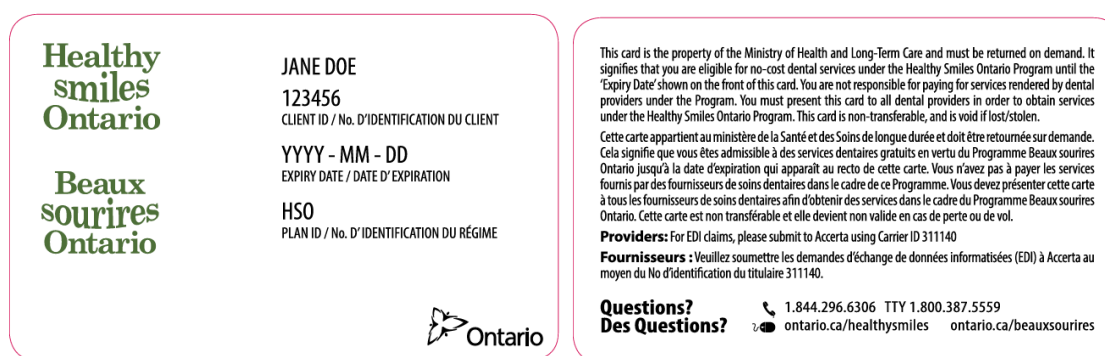 Healthy
smiles
Ontario
Beaux
sourires
Ontario
JANE DOE
123456
CLIENT ID / No. D'IDENTIFICATION DU CLIENT
YYYY - MM - DD
EXPIRY DATE / DATE D'EXPIRATION
HSO
PLAN ID / No. D'IDENTIFICATION DU RÉGIME
Ontario
This card is the property of the Ministry of Health and Long-Term Care and must be returned on demand. It
signifies that you are eligible for no-cost dental services under the Healthy Smiles Ontario Program until the
'Expiry Date' shown on the front of this card. You are not responsible for paying for services rendered by dental
providers under the Program. You must present this card to all dental providers in order to obtain services
under the Healthy Smiles Ontario Program. This card is non-transferable, and is void if lost/stolen.
Cette carte appartient au ministère de la Santé et des Soins de longue durée et doit être retournée sur demande.
Cela signifie que vous êtes admissible à des services dentaires gratuits en vertu du Programme Beaux sourires
Ontario jusqu'à la date d'expiration qui apparaît au recto de cette carte. Vous n'avez pas à payer les services
fournis par des fournisseurs de soins dentaires dans le cadre de ce Programme. Vous devez présenter cette carte
à tous les fournisseurs de soins dentaires afin d'obtenir des services dans le cadre du Programme Beaux sourires
Ontario. Cette carte est non transférable et elle devient non valide en cas de perte ou de vol.
Providers: For EDI claims, please submit to Accerta using Carrier ID 311140
Fournisseurs : Veuillez soumettre les demandes d'échange de données informatisées (EDI) à Accerta au
moyen du No d'identification du titulaire 311140.
Questions? 1.844.296.6306 TTY 1.800.387.5559
Des Questions? ontario.ca/healthysmiles ontario.ca/beauxsourires